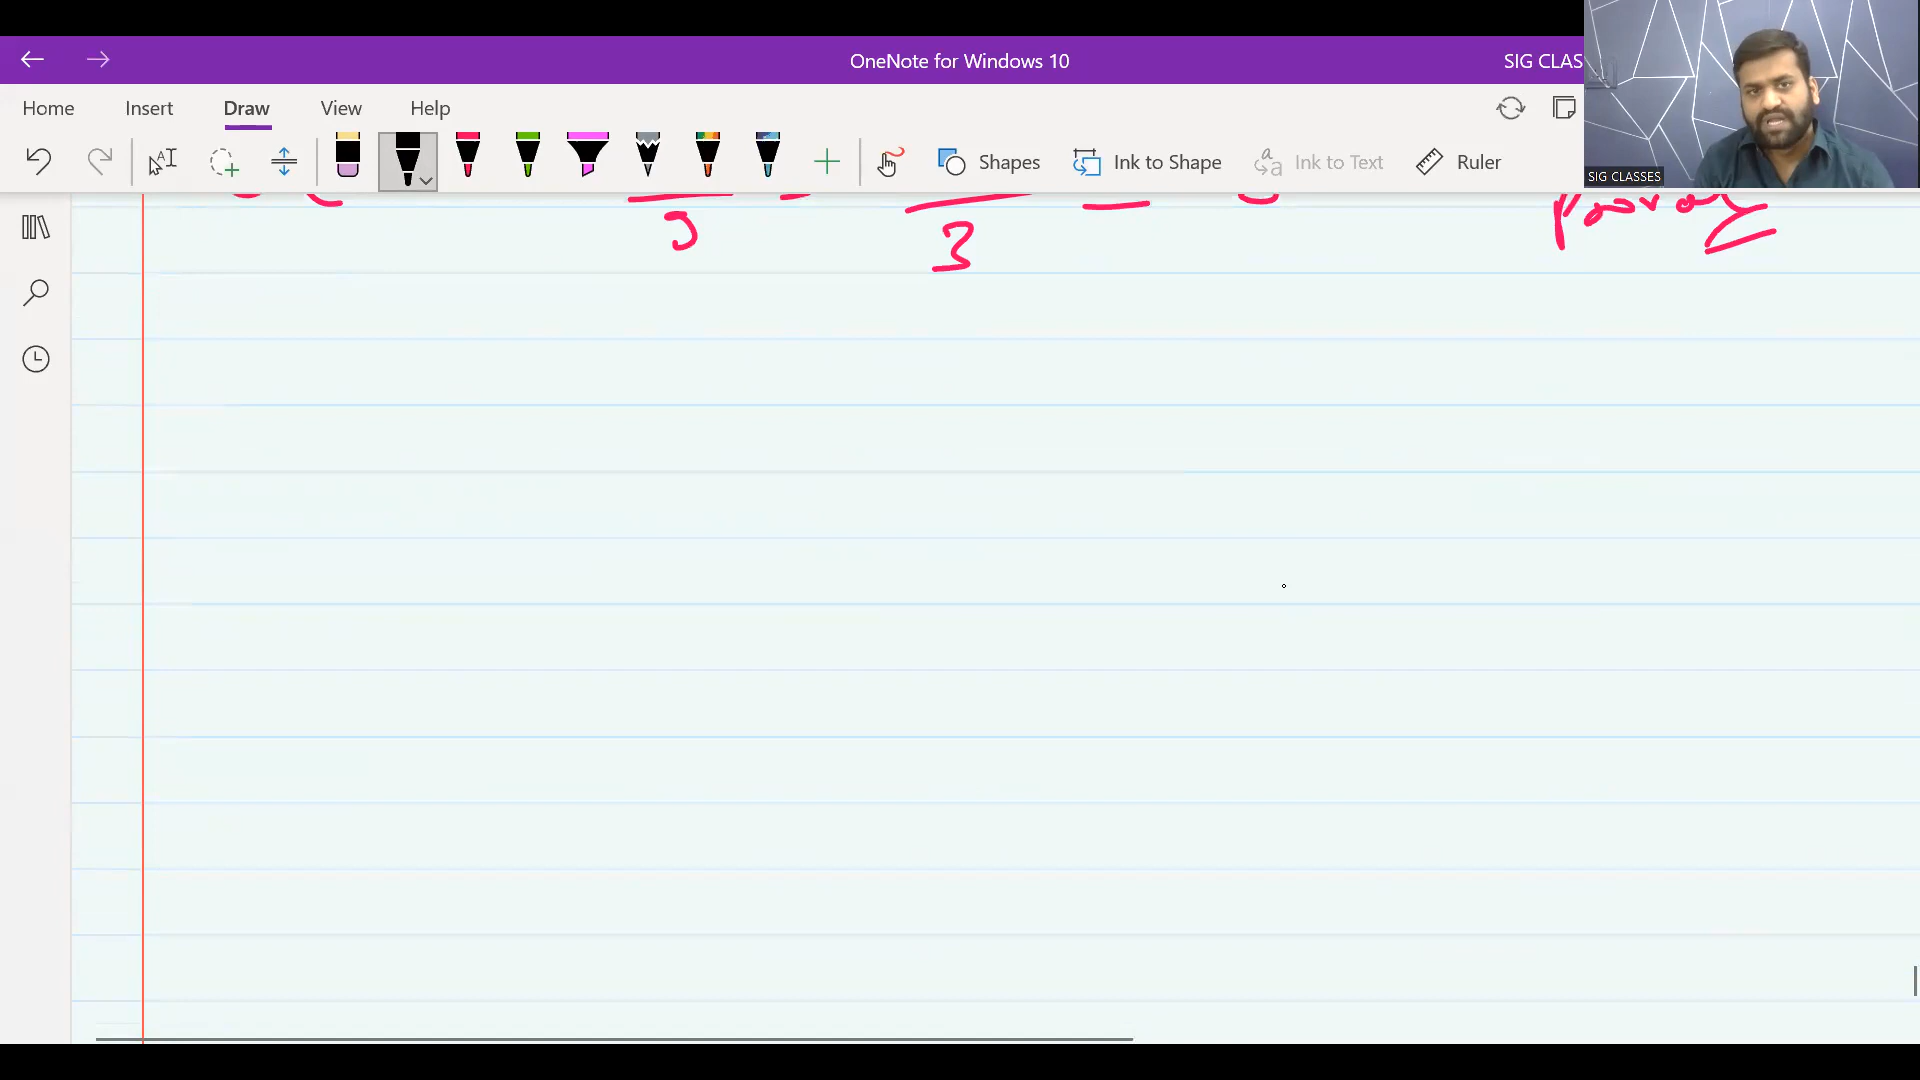 OneNote for Windows 10
SIG CLAS
Home Insert Draw View Help
Shapes Ink to Shape Ink to Text Ruler
SIG CLASSES
3